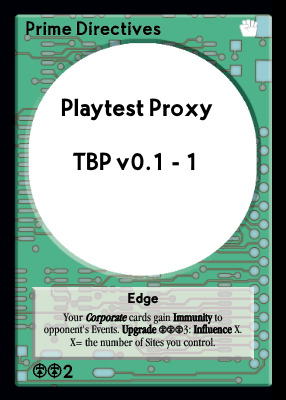 Prime Directives
Playtest Proxy
TBP v0.1 - 1
Edge
Your Corporate cards gain Immunity to
opponent's Events. Upgrade 3: Influence X.
X= the number of Sites you control.
2